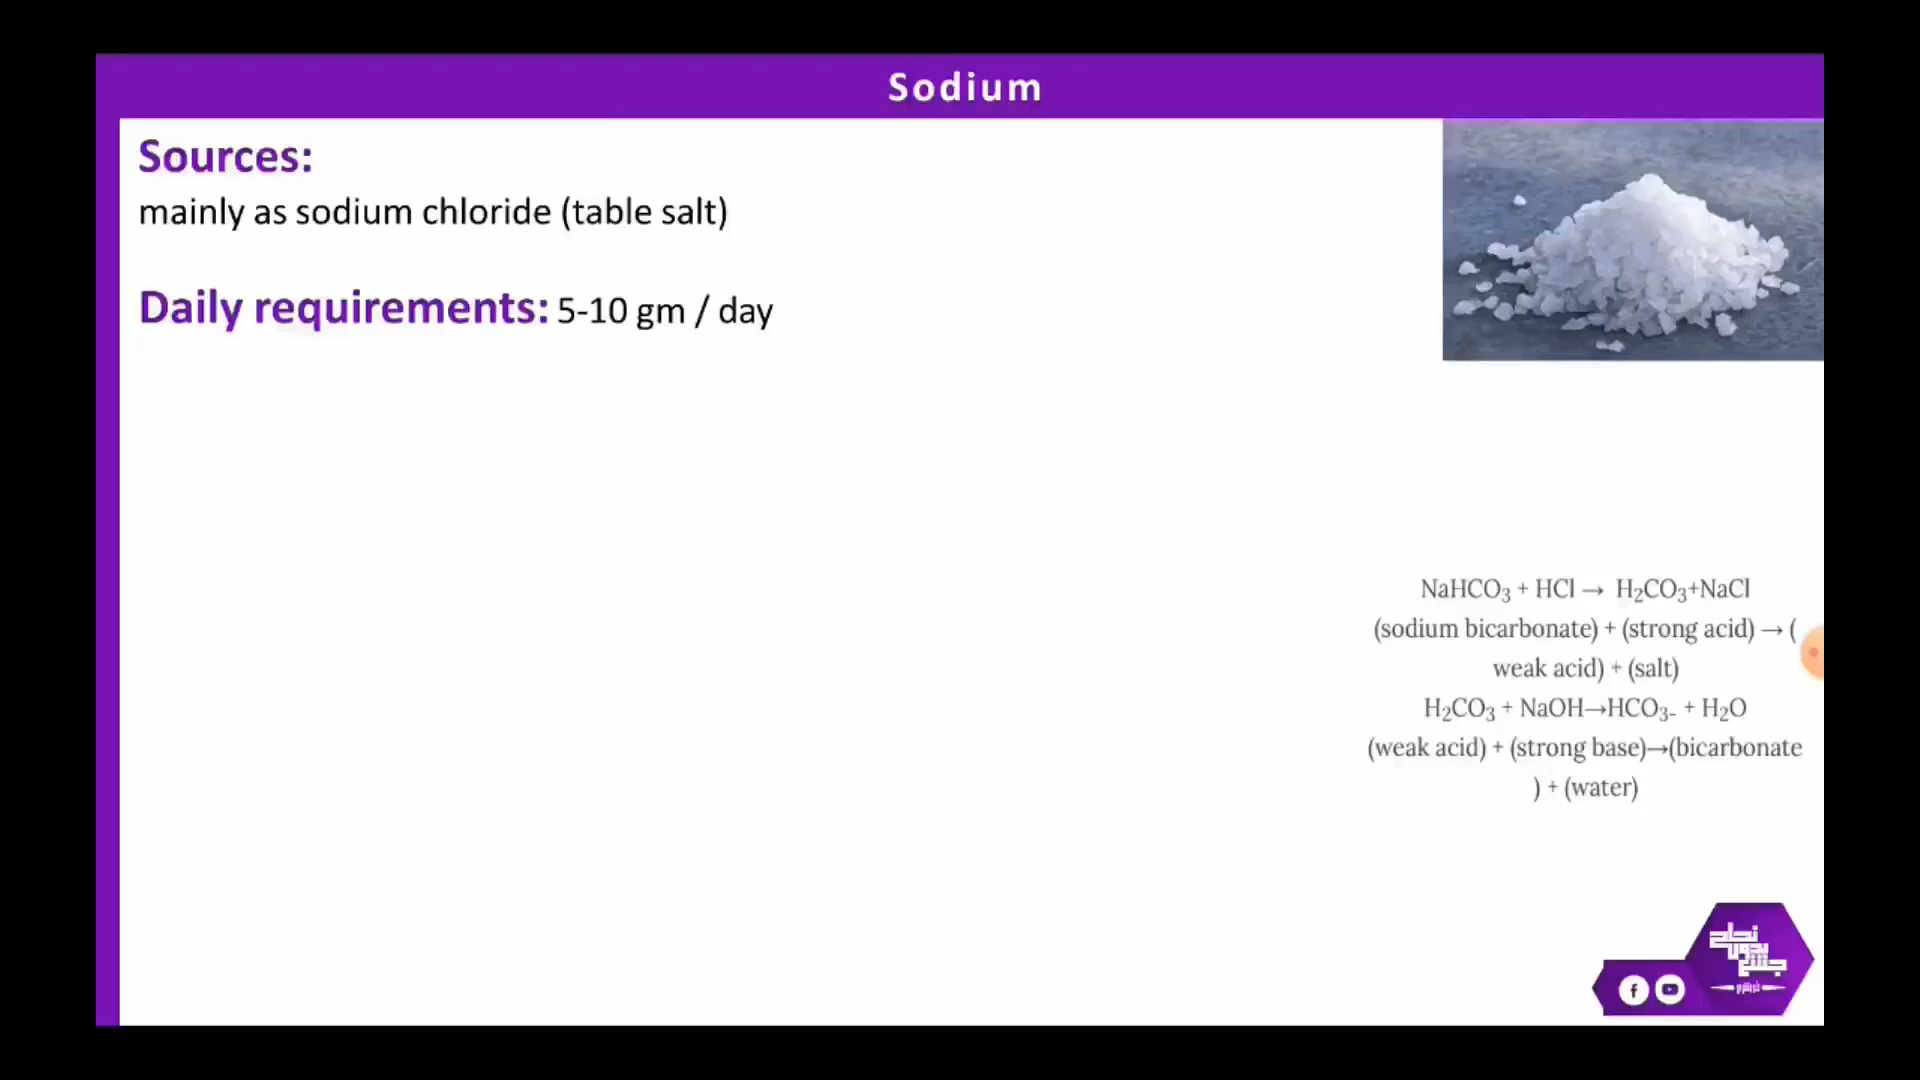 Sodium
Sources:
mainly as sodium chloride (table salt)
Daily requirements: 5-10 gm / day
NaHCO₃ + HCl → H₂CO₃+NaCl
(sodium bicarbonate) + (strong acid) → (
weak acid) + (salt)
H₂CO₃ + NaOH→HCO₃₋ + H₂O
(weak acid) + (strong base)→(bicarbonate
) + (water)